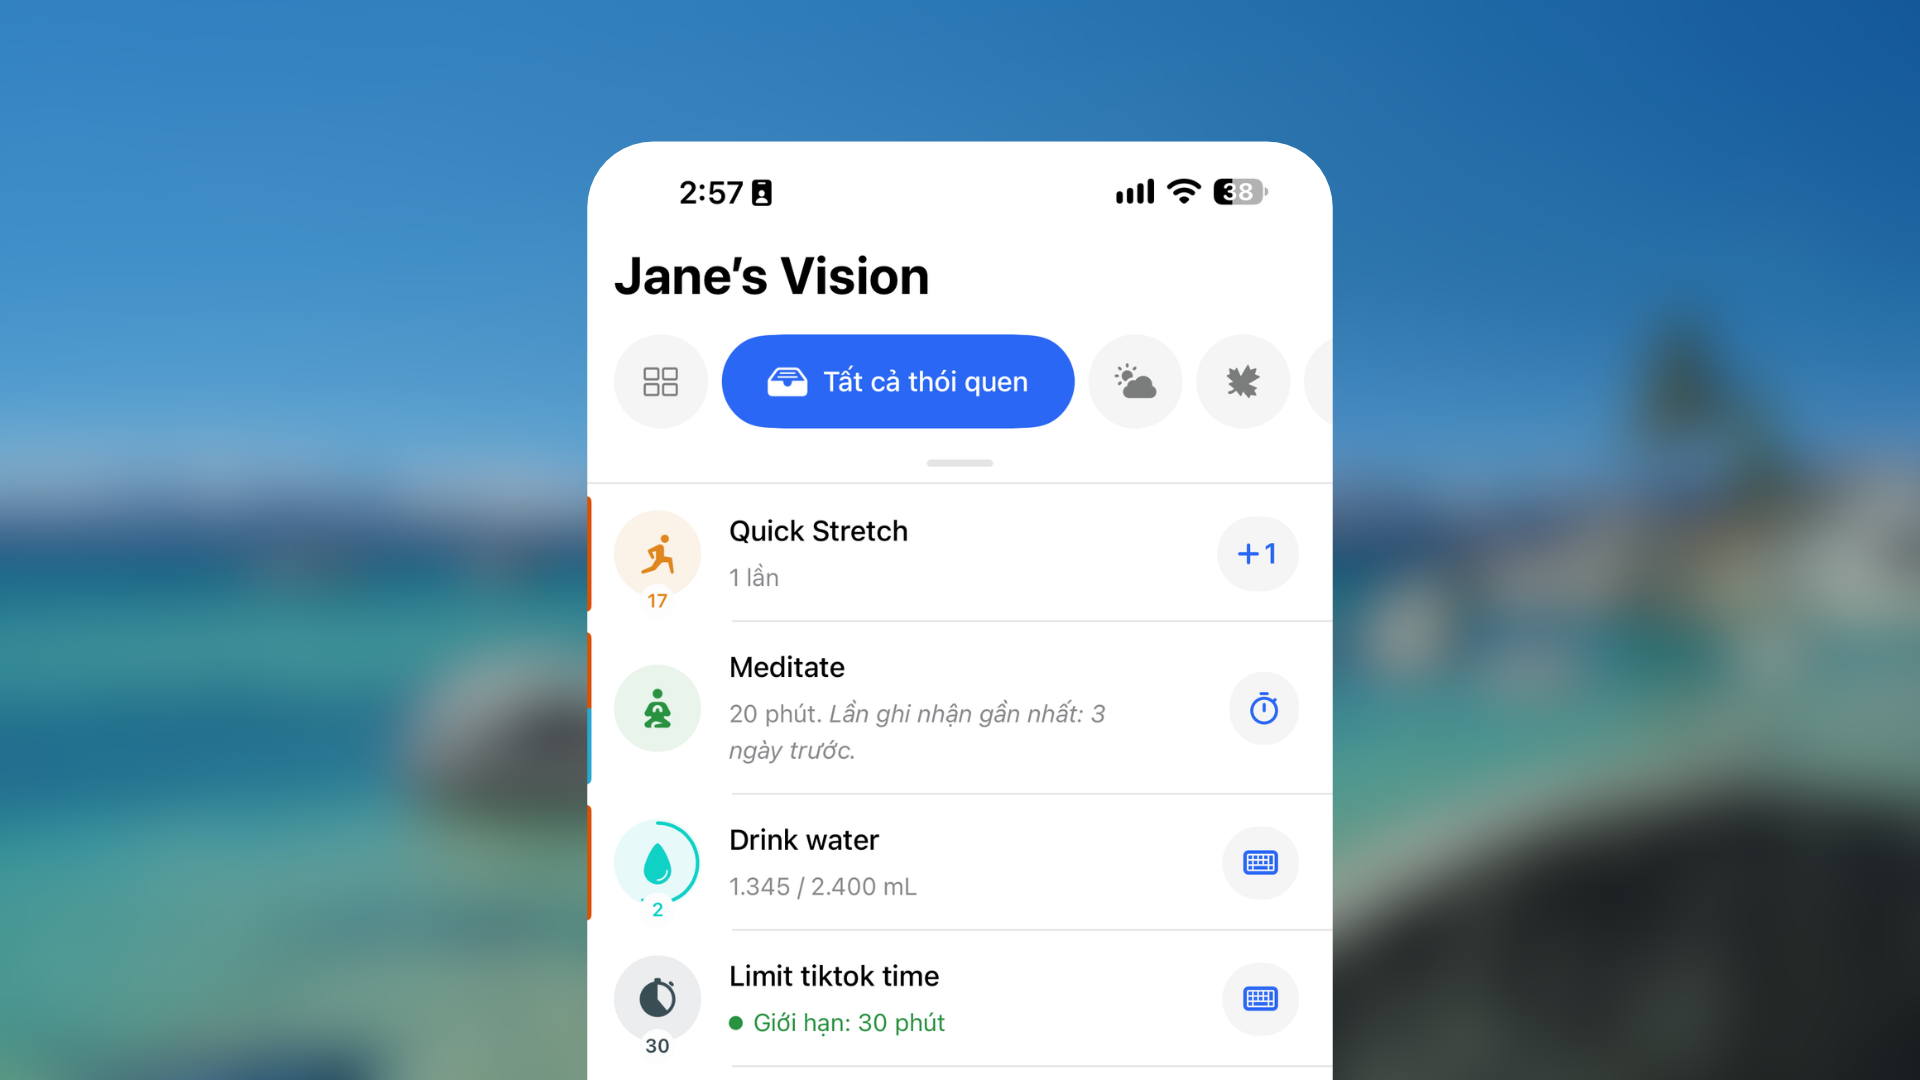 2:57
38
Jane’s Vision
Tất cả thói quen
Quick Stretch
+1
1 lần
17
Meditate
20 phút. Lần ghi nhận gần nhất: 3
ngày trước.
Drink water
1.345 / 2.400 mL
2
Limit tiktok time
Giới hạn: 30 phút
30